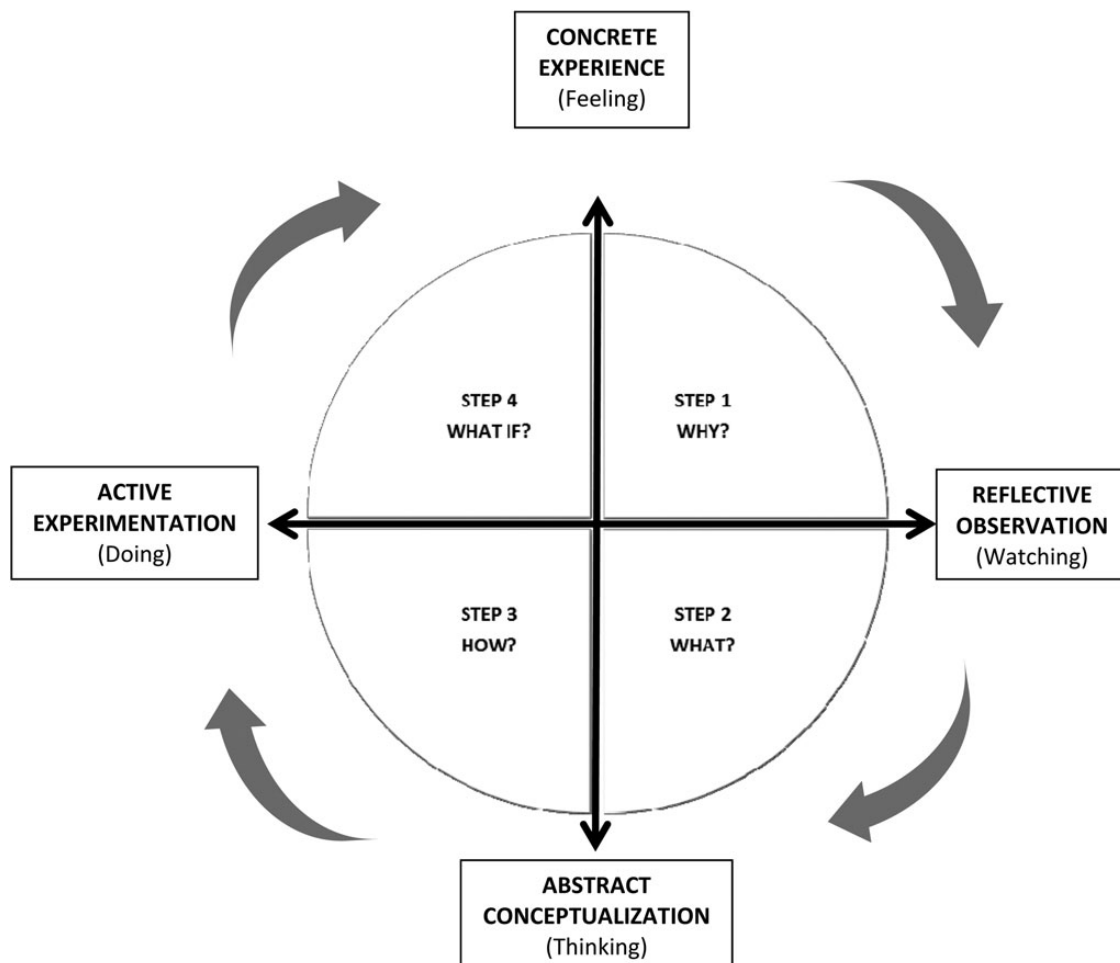 CONCRETE
EXPERIENCE
(Feeling)
STEP 4
WHAT IF?
STEP 1
WHY?
ACTIVE
EXPERIMENTATION
(Doing)
REFLECTIVE
OBSERVATION
(Watching)
STEP 3
HOW?
STEP 2
WHAT?
ABSTRACT
CONCEPTUALIZATION
(Thinking)